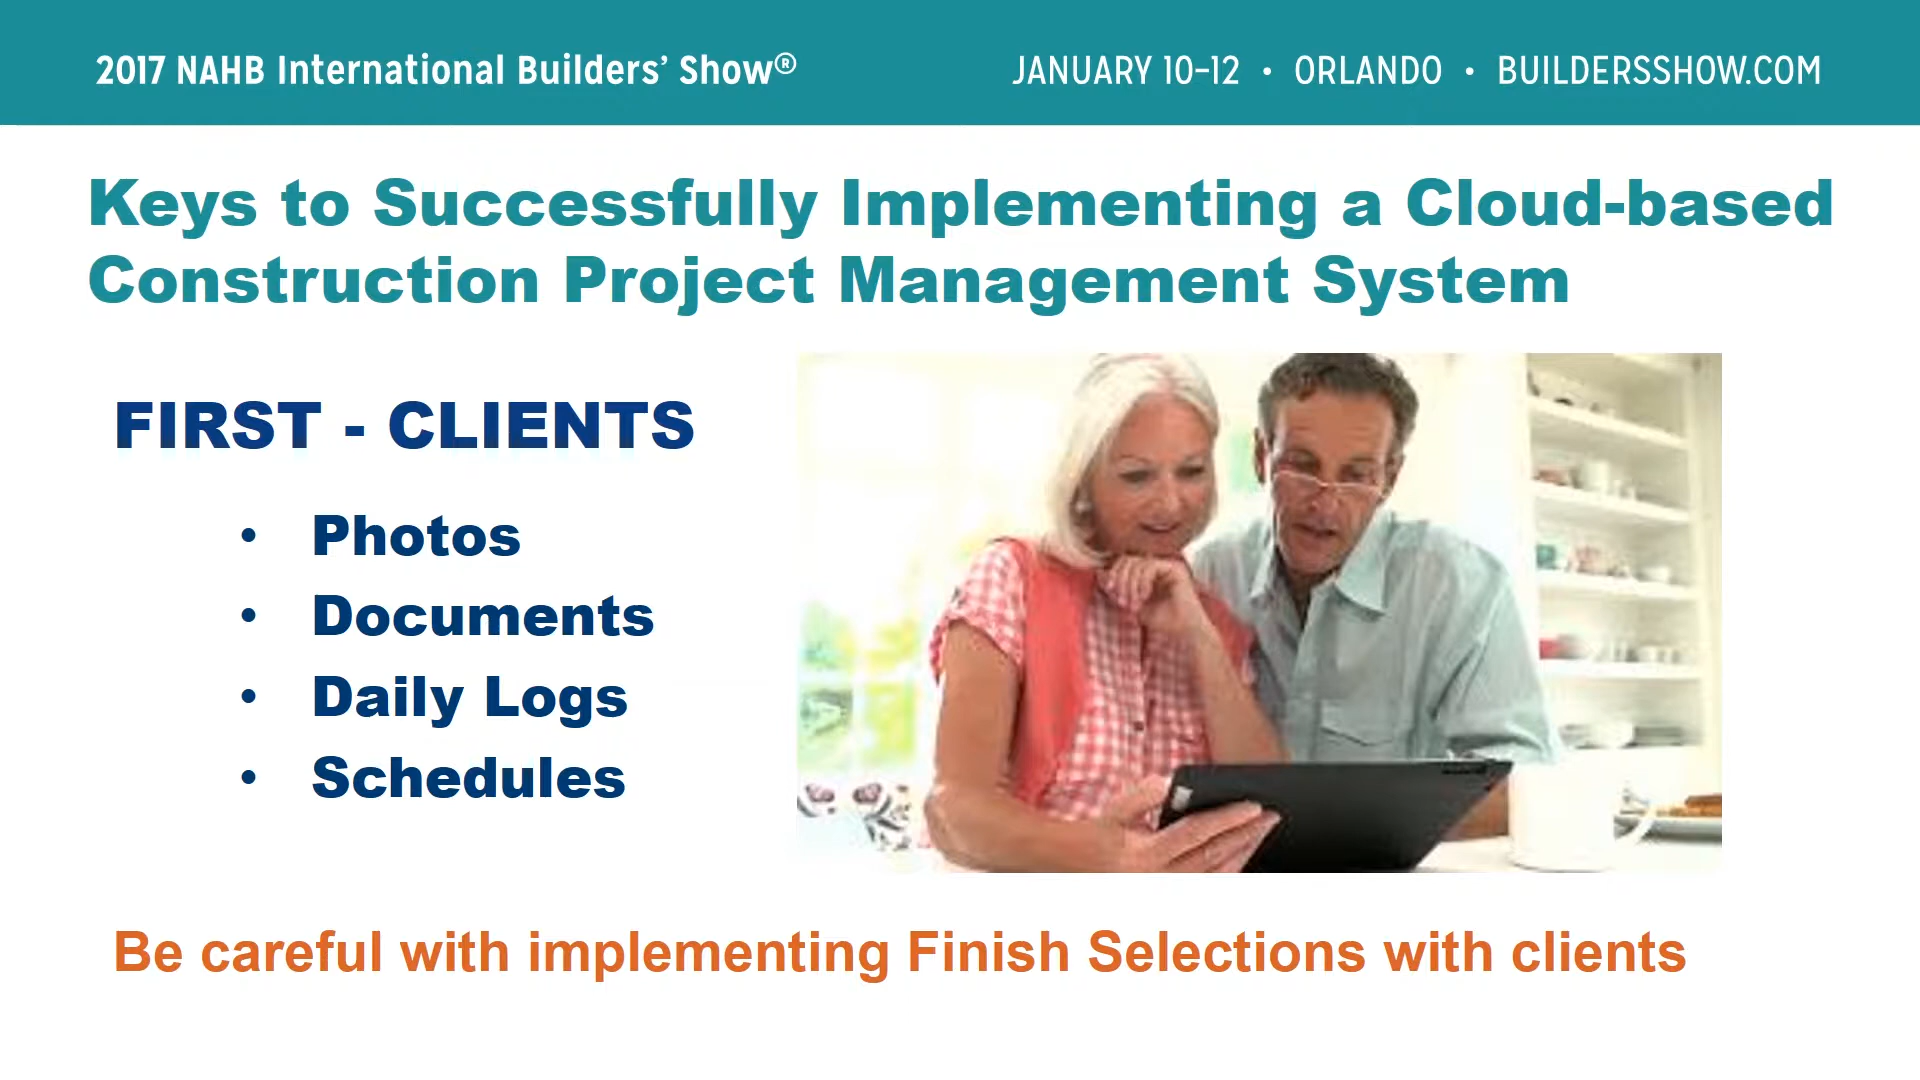 2017 NAHB International Builders’ Show®
JANUARY 10–12 • ORLANDO • BUILDERSSHOW.COM
Keys to Successfully Implementing a Cloud-based
Construction Project Management System
FIRST - CLIENTS
• Photos
• Documents
• Daily Logs
• Schedules
Be careful with implementing Finish Selections with clients